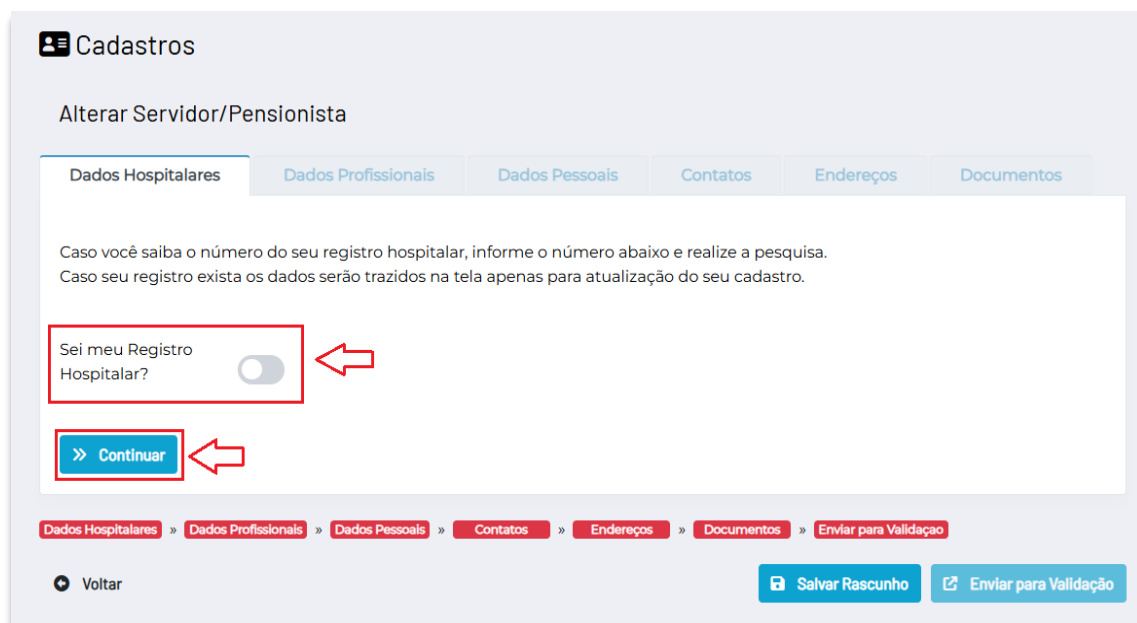 Cadastros
Alterar Servidor/Pensionista
Dados Hospitalares Dados Profissionais Dados Pessoais Contatos Endereços Documentos
Caso você saiba o número do seu registro hospitalar, informe o número abaixo e realize a pesquisa.
Caso seu registro exista os dados serão trazidos na tela apenas para atualização do seu cadastro.
Sei meu Registro
Hospitalar?
» Continuar
Dados Hospitalares » Dados Profissionais » Dados Pessoais » Contatos » Endereços » Documentos » Enviar para Validaçao
Voltar Salvar Rascunho Enviar para Validação